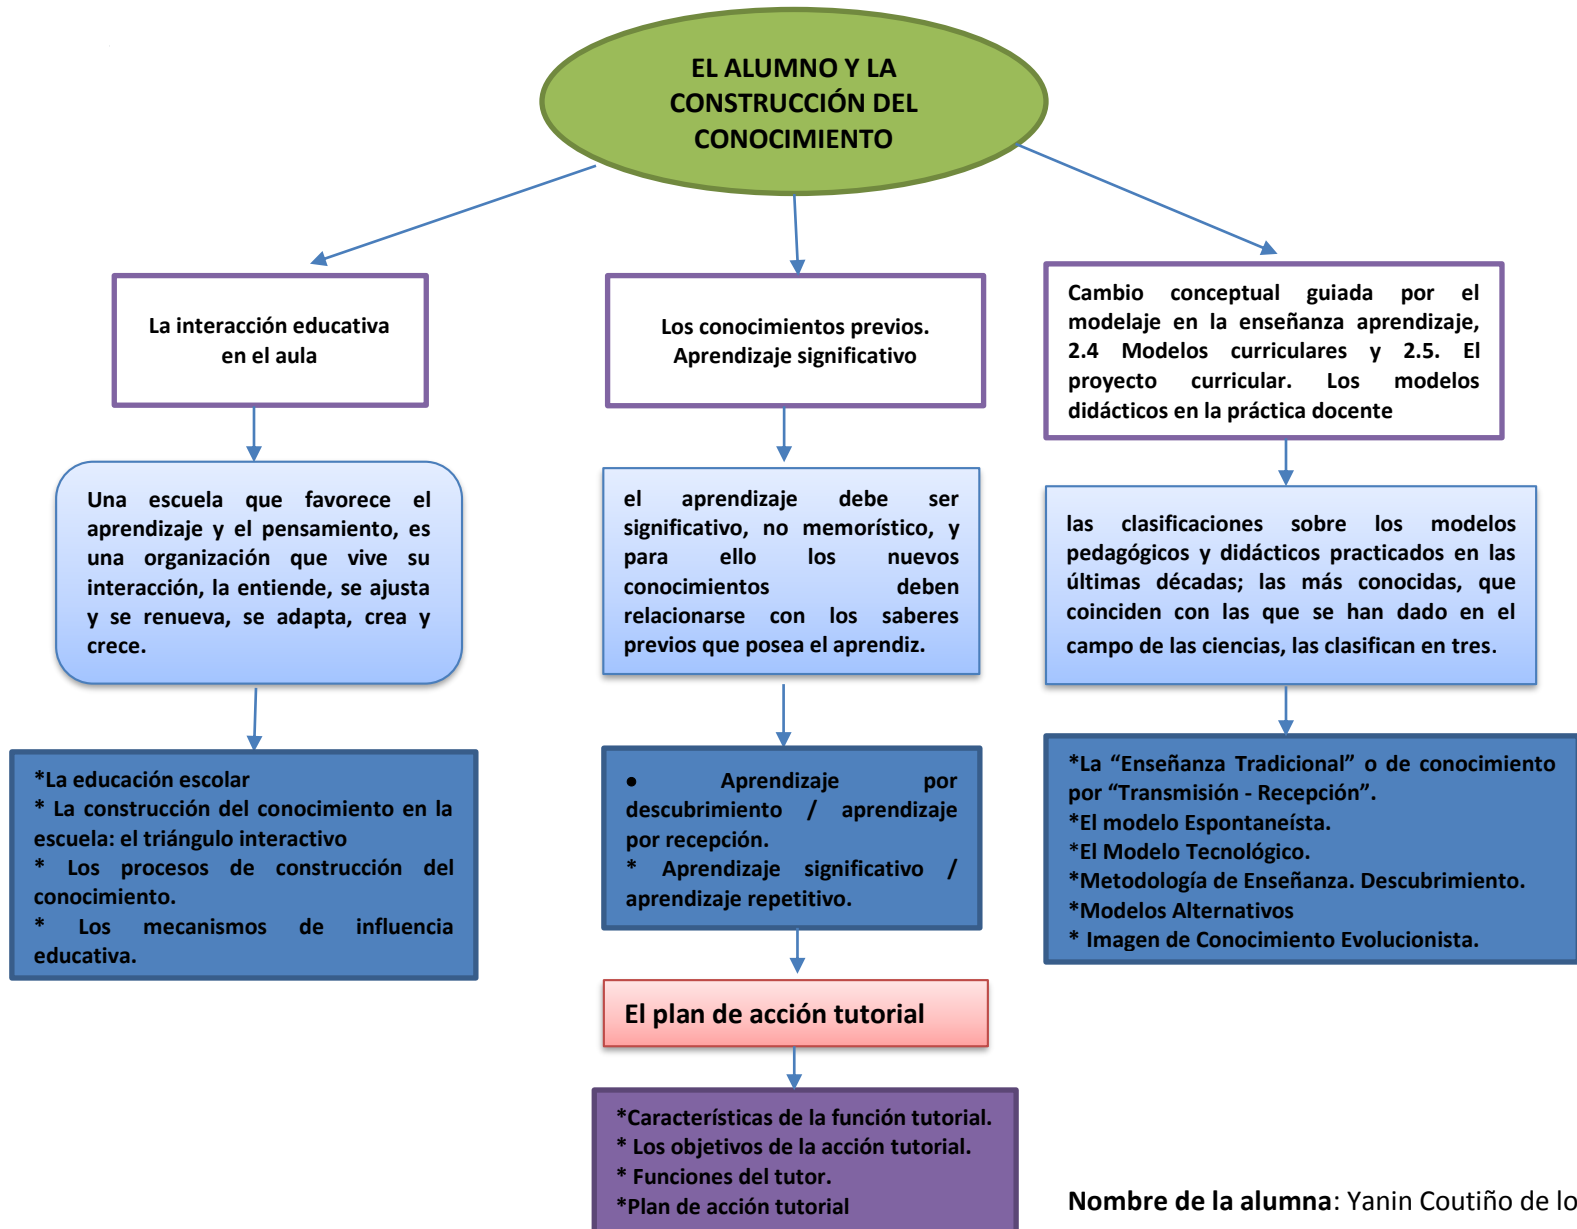 EL ALUMNO Y LA
CONSTRUCCIÓN DEL
CONOCIMIENTO
La interacción educativa
en el aula
Los conocimientos previos.
Aprendizaje significativo
Cambio conceptual guiada por el
modelaje en la enseñanza aprendizaje,
2.4 Modelos curriculares y 2.5. El
proyecto curricular. Los modelos
didácticos en la práctica docente
Una escuela que favorece el
aprendizaje y el pensamiento, es
una organización que vive su
interacción, la entiende, se ajusta
y se renueva, se adapta, crea y
crece.
el aprendizaje debe ser
significativo, no memorístico, y
para ello los nuevos
conocimientos deben
relacionarse con los saberes
previos que posea el aprendiz.
las clasificaciones sobre los modelos
pedagógicos y didácticos practicados en las
últimas décadas; las más conocidas, que
coinciden con las que se han dado en el
campo de las ciencias, las clasifican en tres.
*La educación escolar
* La construcción del conocimiento en la
escuela: el triángulo interactivo
* Los procesos de construcción del
conocimiento.
* Los mecanismos de influencia
educativa.
• Aprendizaje por
descubrimiento / aprendizaje
por recepción.
* Aprendizaje significativo /
aprendizaje repetitivo.
*La “Enseñanza Tradicional” o de conocimiento
por “Transmisión - Recepción”.
*El modelo Espontaneísta.
*El Modelo Tecnológico.
*Metodología de Enseñanza. Descubrimiento.
*Modelos Alternativos
* Imagen de Conocimiento Evolucionista.
El plan de acción tutorial
*Características de la función tutorial.
* Los objetivos de la acción tutorial.
* Funciones del tutor.
*Plan de acción tutorial
Nombre de la alumna: Yanin Coutiño de lo